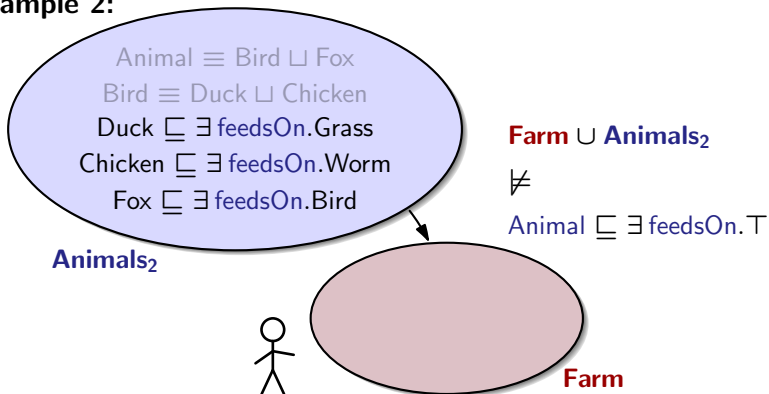 ample 2:
Animal ≡ Bird ⊔ Fox
Bird ≡ Duck ⊔ Chicken
Duck ⊑ ∃ feedsOn.Grass
Chicken ⊑ ∃ feedsOn.Worm
Fox ⊑ ∃ feedsOn.Bird
Animals₂
Farm ∪ Animals₂
⊭
Animal ⊑ ∃ feedsOn.⊤
Farm